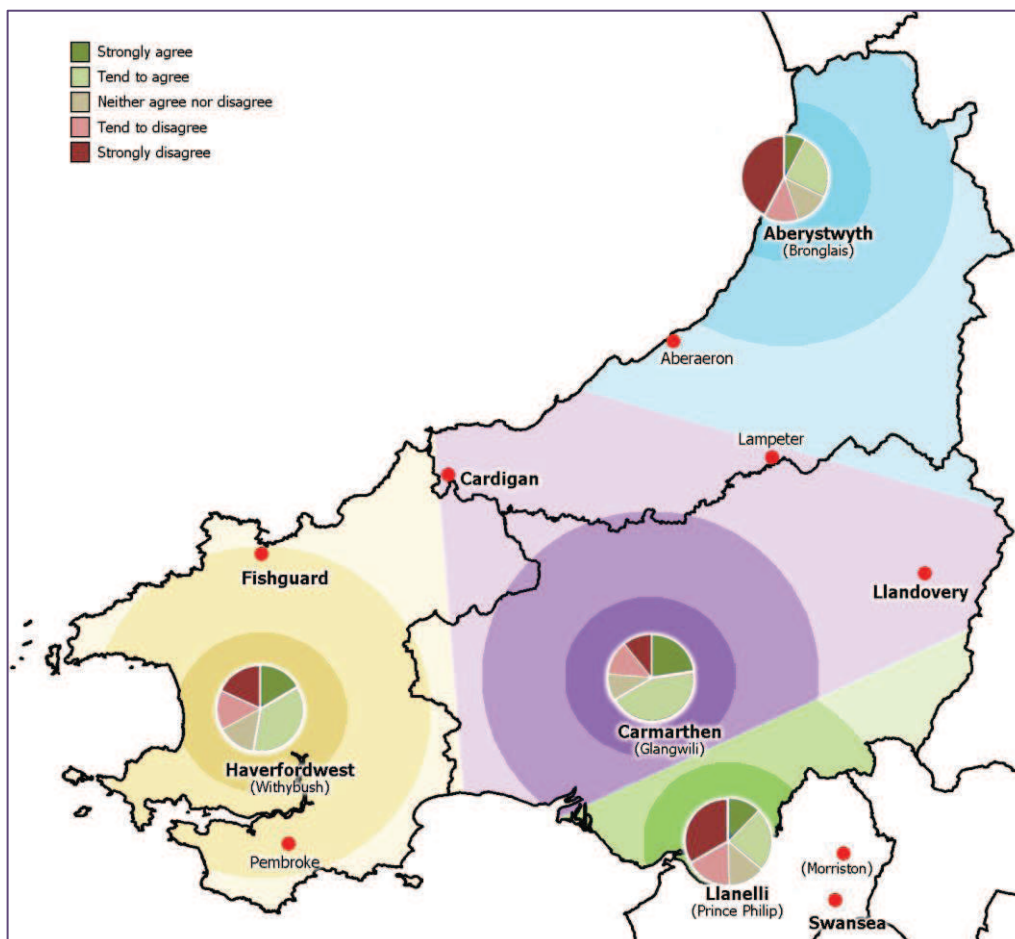 Strongly agree
Tend to agree
Neither agree nor disagree
Tend to disagree
Strongly disagree
Aberystwyth
(Bronglais)
Aberaeron
Lampeter
Cardigan
Fishguard
Llandovery
Carmarthen
(Glangwili)
Haverfordwest
(Withybush)
Pembroke
(Morriston)
Llanelli
(Prince Philip)
Swansea